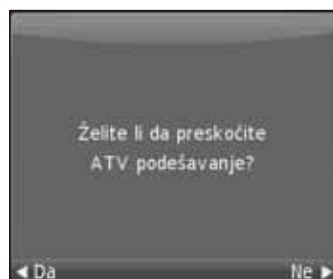 Želite li da preskočite
ATV podešavanje?
◀ Da Ne ▶